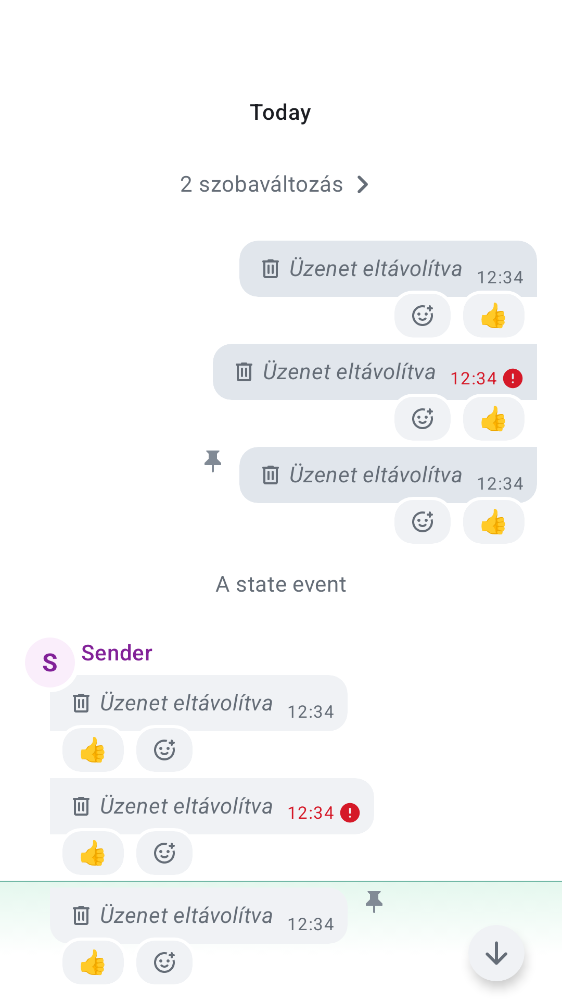 Today
2 szobaváltozás
Üzenet eltávolítva 12:34
👍
Üzenet eltávolítva 12:34
👍
Üzenet eltávolítva 12:34
👍
A state event
S Sender
Üzenet eltávolítva 12:34
👍
Üzenet eltávolítva 12:34
👍
Üzenet eltávolítva 12:34
👍